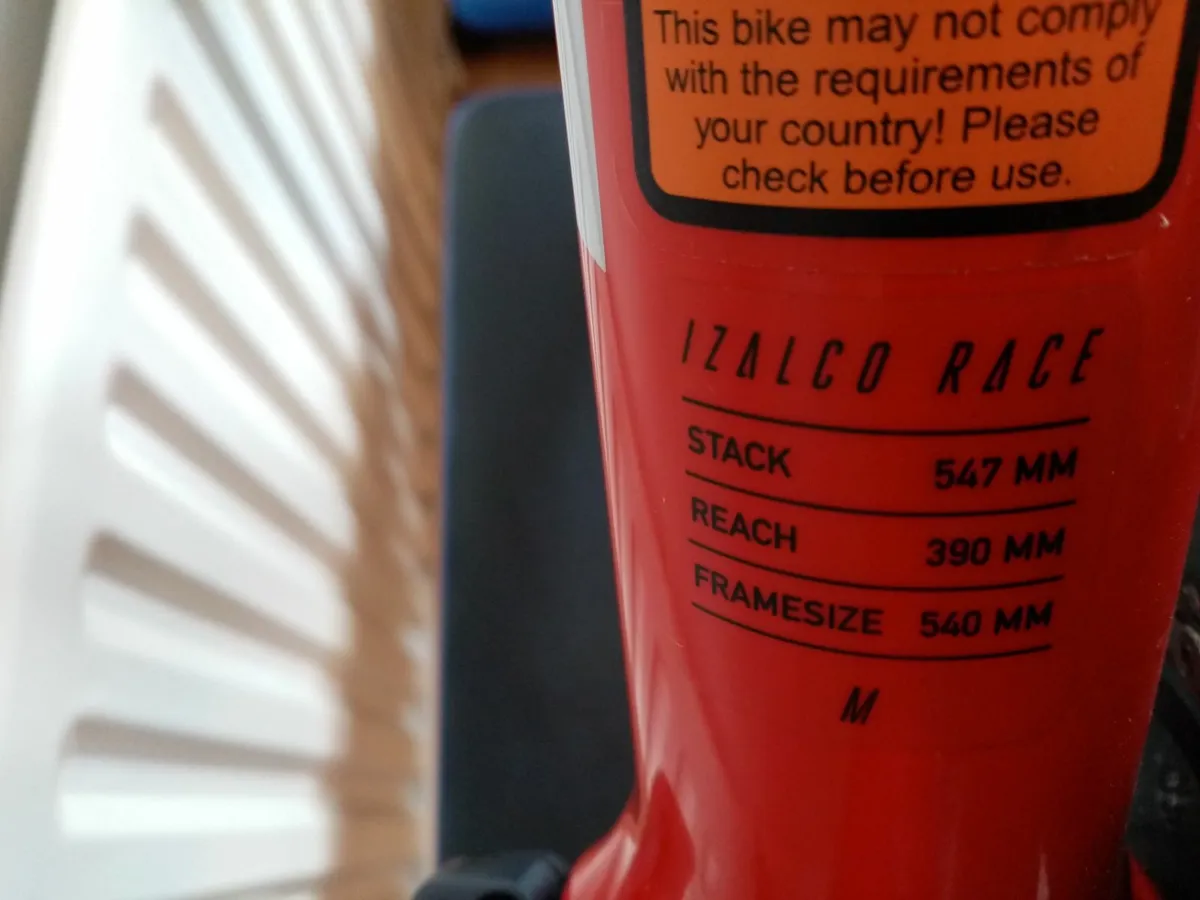 This bike may not comply
with the requirements of
your country! Please
check before use.
IZALCO RACE
STACK 547 MM
REACH 390 MM
FRAMESIZE 540 MM
M